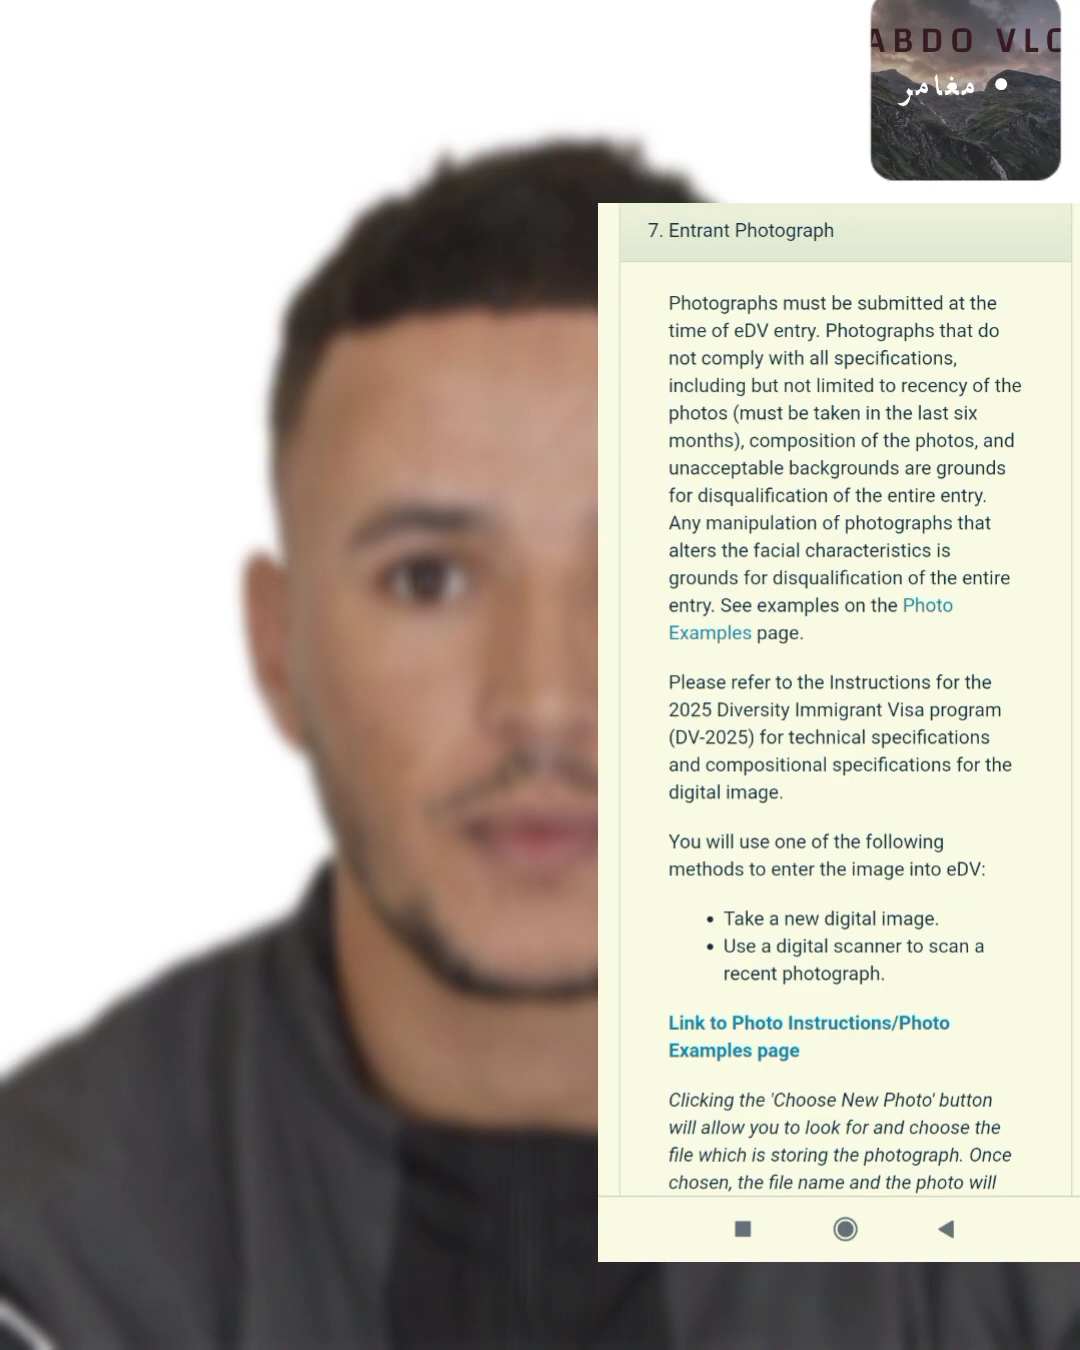 ABDO VLO
مغامر
7. Entrant Photograph
Photographs must be submitted at the
time of eDV entry. Photographs that do
not comply with all specifications,
including but not limited to recency of the
photos (must be taken in the last six
months), composition of the photos, and
unacceptable backgrounds are grounds
for disqualification of the entire entry.
Any manipulation of photographs that
alters the facial characteristics is
grounds for disqualification of the entire
entry. See examples on the Photo
Examples page.
Please refer to the Instructions for the
2025 Diversity Immigrant Visa program
(DV-2025) for technical specifications
and compositional specifications for the
digital image.
You will use one of the following
methods to enter the image into eDV:
• Take a new digital image.
• Use a digital scanner to scan a
recent photograph.
Link to Photo Instructions/Photo
Examples page
Clicking the 'Choose New Photo' button
will allow you to look for and choose the
file which is storing the photograph. Once
chosen, the file name and the photo will